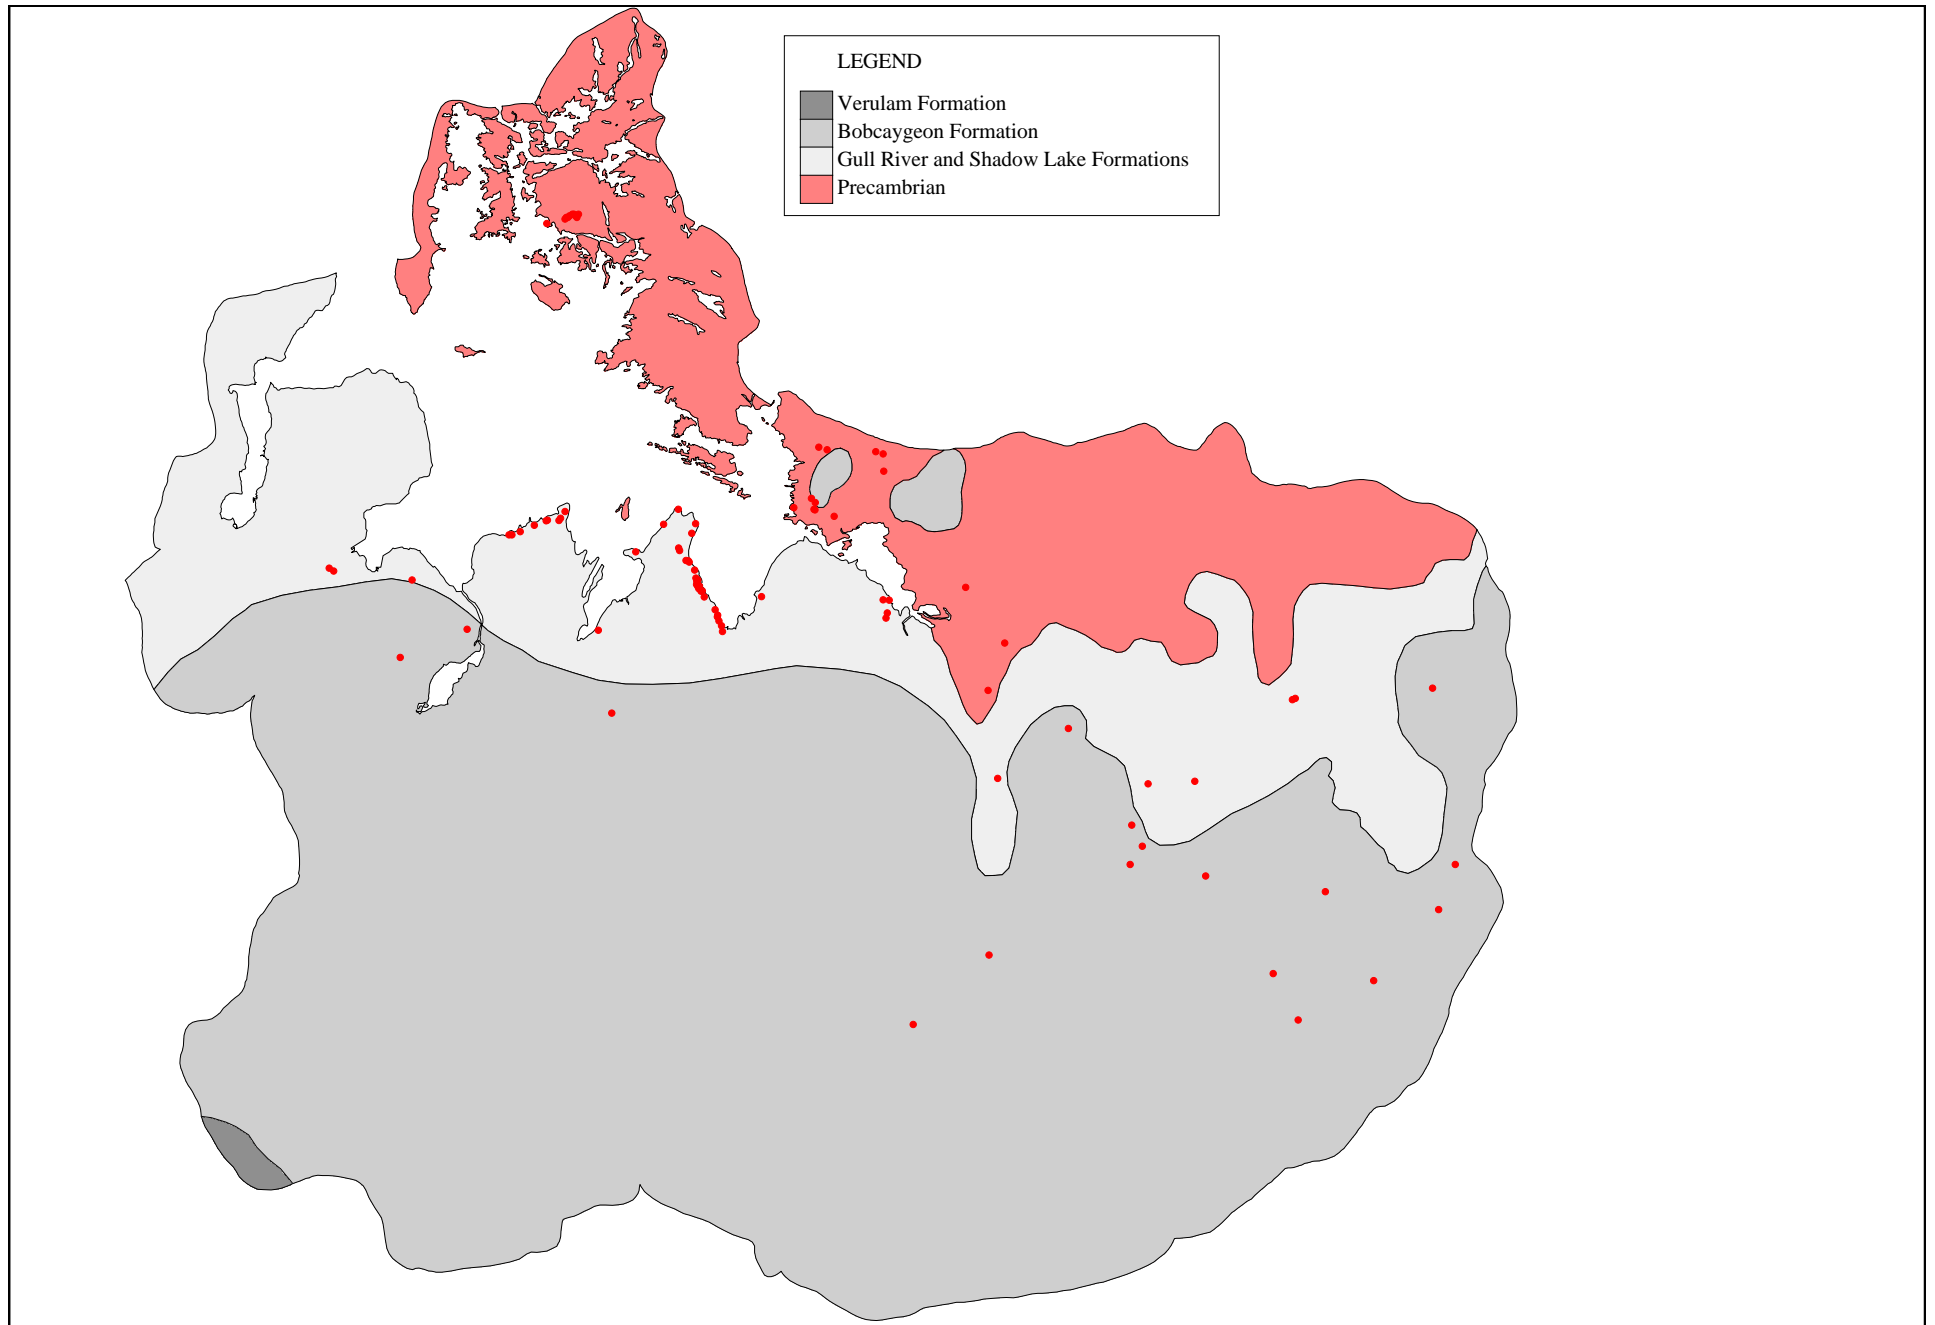 LEGEND
Verulam Formation
Bobcaygeon Formation
Gull River and Shadow Lake Formations
Precambrian